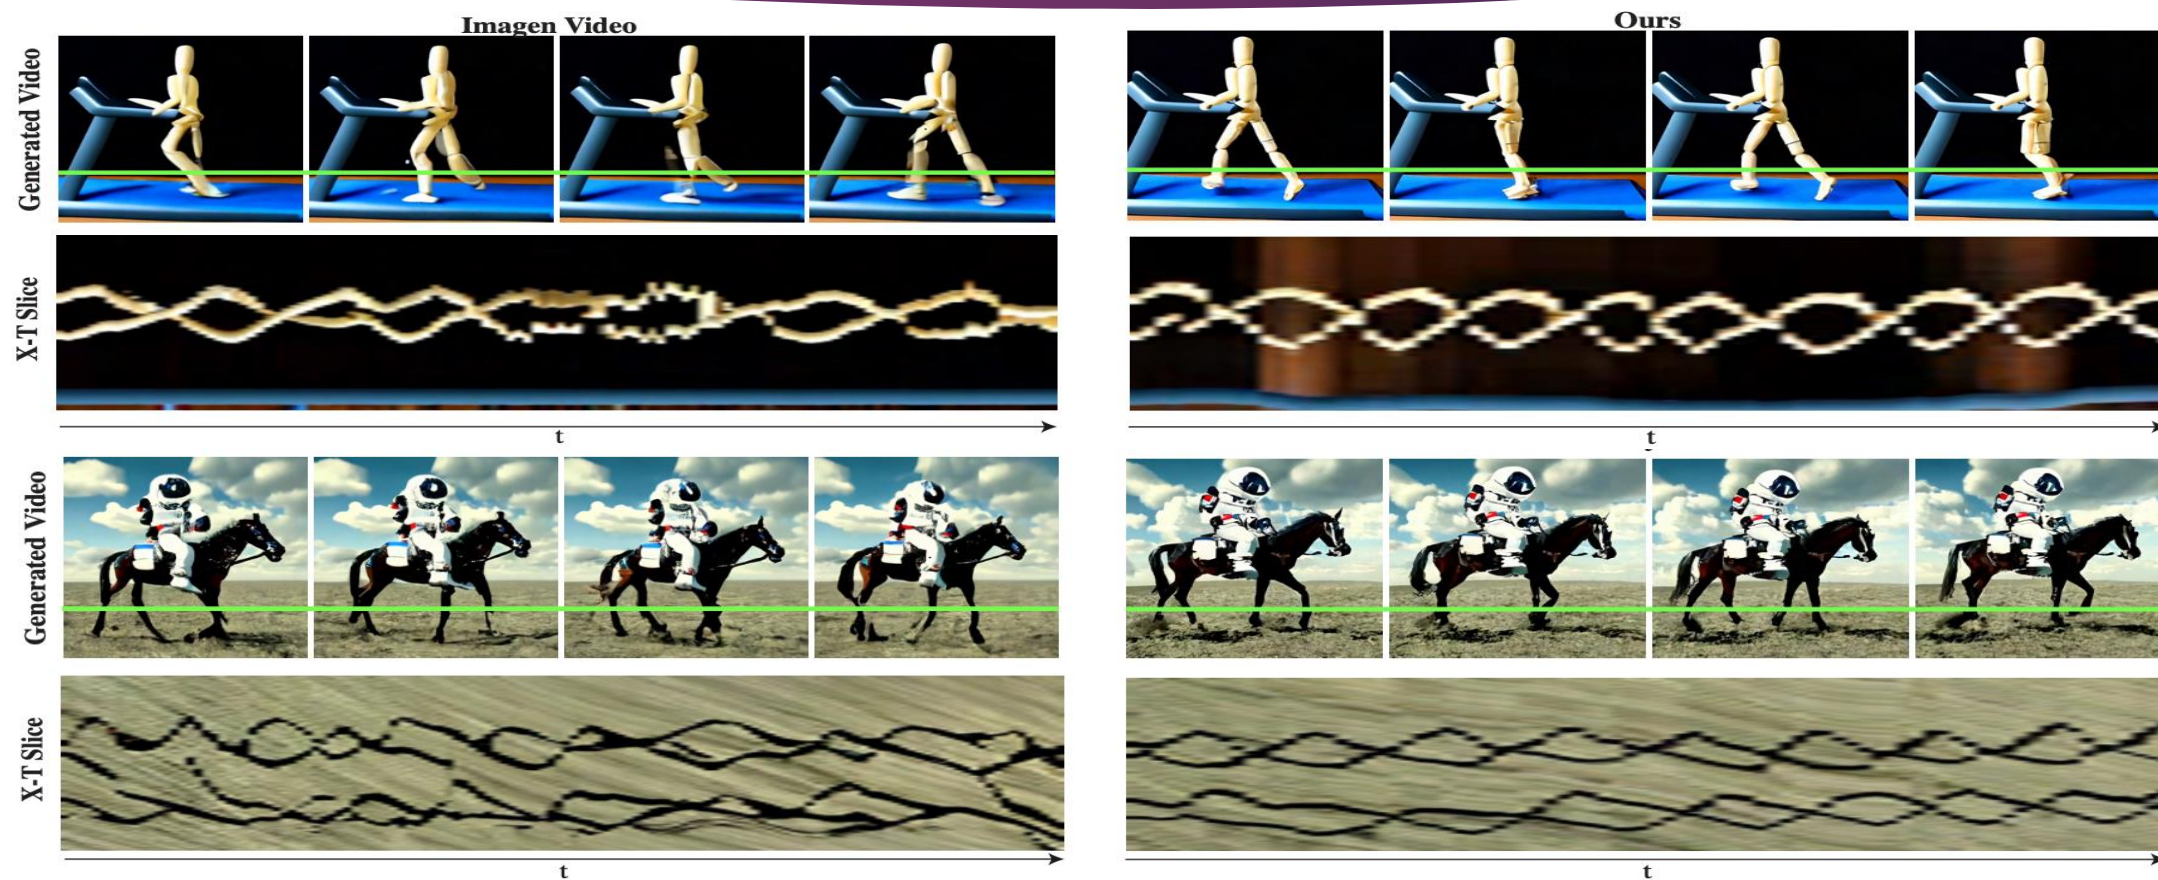 Imagen Video
Ours
Generated Video
X-T Slice
t
t
Generated Video
X-T Slice
t
t